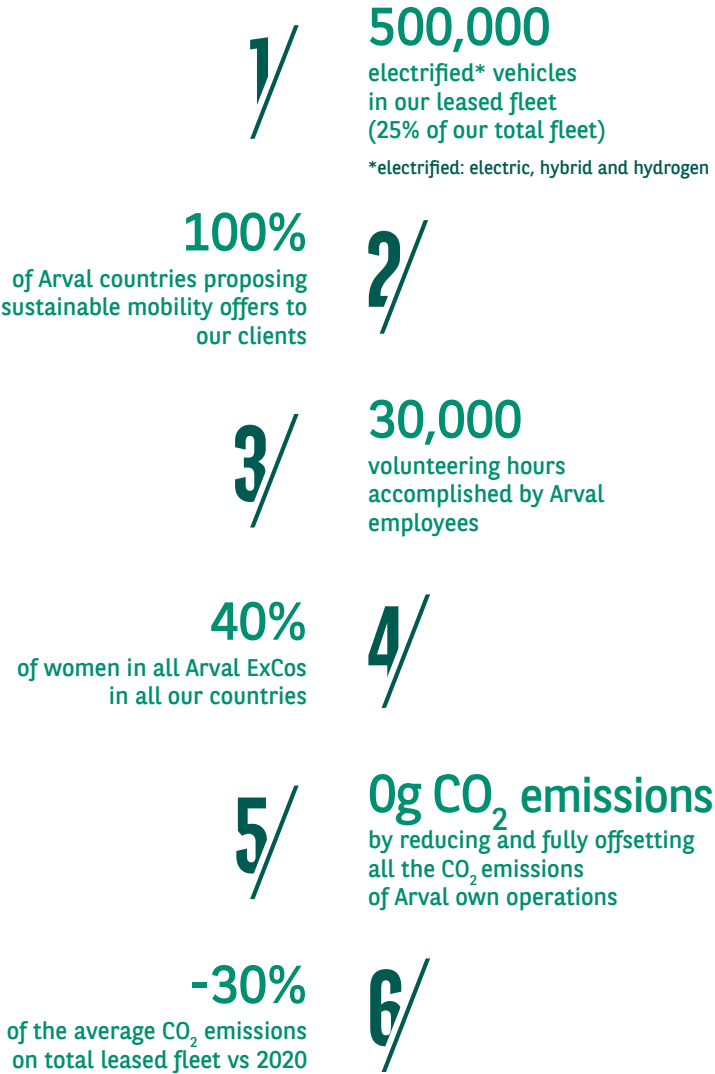 1/
500,000
electrified* vehicles
in our leased fleet
(25% of our total fleet)
*electrified: electric, hybrid and hydrogen
2/
100%
of Arval countries proposing
sustainable mobility offers to
our clients
3/
30,000
volunteering hours
accomplished by Arval
employees
4/
40%
of women in all Arval ExCos
in all our countries
5/
0g CO₂ emissions
by reducing and fully offsetting
all the CO₂ emissions
of Arval own operations
6/
-30%
of the average CO₂ emissions
on total leased fleet vs 2020